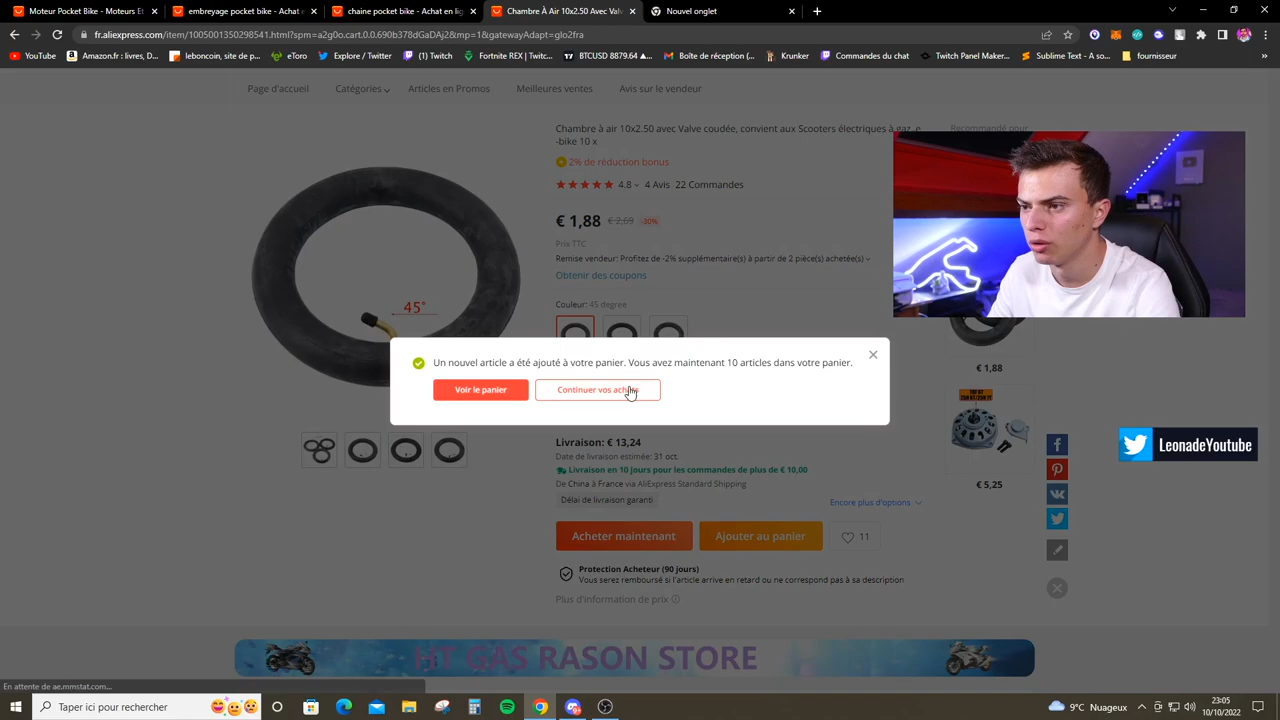 Moteur Pocket Bike - Moteurs Et
embreyage pocket bike - Achat e
chaine pocket bike - Achat en lig
Chambre À Air 10x2.50 Avec Valv
Nouvel onglet
fr.aliexpress.com/item/1005001350298541.html?spm=a2g0o.cart.0.0.690b378dGaDAj2&mp=1&gatewayAdapt=glo2fra
YouTube
Amazon.fr : livres, D...
leboncoin, site de p...
eToro
Explore / Twitter
(1) Twitch
Fortnite REX | Twitc...
BTCUSD 8879.64 ▲...
Boîte de réception (...
Krunker
Commandes du chat
Twitch Panel Maker...
Sublime Text - A so...
fournisseur
Page d'accueil
Catégories
Articles en Promos
Meilleures ventes
Avis sur le vendeur
Chambre à air 10x2.50 avec Valve coudée, convient aux Scooters électriques à gaz, e
-bike 10 x
Recommandé pour
2% de réduction bonus
4.8 4 Avis 22 Commandes
€ 1,88 € 2,69 -30%
Prix TTC
Remise vendeur: Profitez de -2% supplémentaire(s) à partir de 2 pièce(s) achetée(s)
Obtenir des coupons
Couleur: 45 degree
45°
Un nouvel article a été ajouté à votre panier. Vous avez maintenant 10 articles dans votre panier.
Voir le panier
Continuer vos achats
€ 1,88
€ 5,25
LeonadeYoutube
Livraison: € 13,24
Date de livraison estimée: 31 oct.
Livraison en 10 jours pour les commandes de plus de € 10,00
De China à France via AliExpress Standard Shipping
Délai de livraison garanti
Encore plus d'options
Acheter maintenant
Ajouter au panier
11
Protection Acheteur (90 jours)
Vous serez remboursé si l'article arrive en retard ou ne correspond pas à sa description
Plus d'information de prix
HT GAS RASON STORE
En attente de ae.mmstat.com...
Taper ici pour rechercher
9°C Nuageux
23:05
10/10/2022